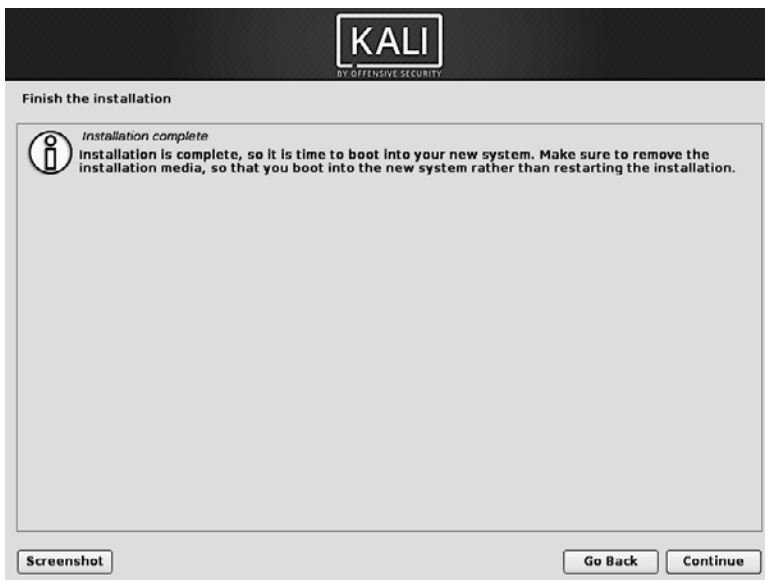 KALI
BY OFFENSIVE SECURITY
Finish the installation
Installation complete
Installation is complete, so it is time to boot into your new system. Make sure to remove the
installation media, so that you boot into the new system rather than restarting the installation.
Screenshot
Go Back
Continue